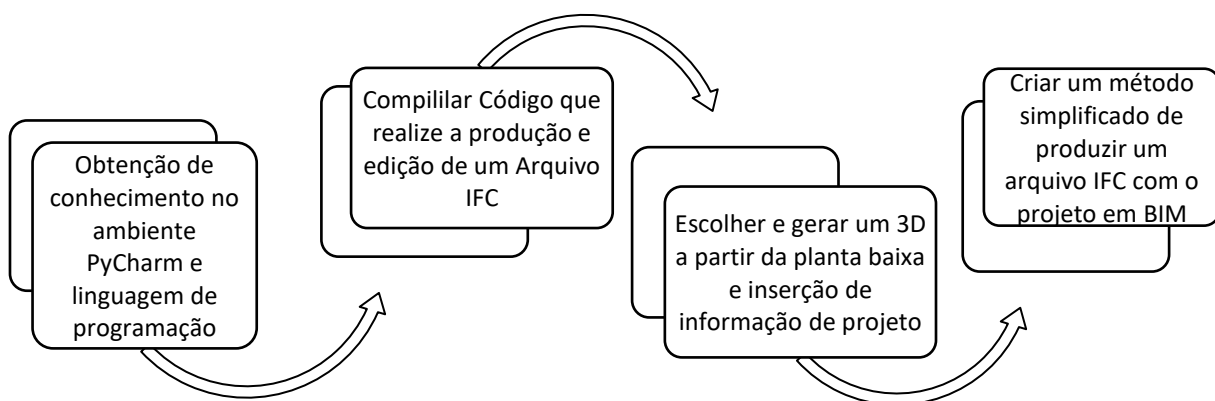 Obtenção de
conhecimento no
ambiente
PyCharm e
linguagem de
programação
Compililar Código que
realize a produção e
edição de um Arquivo
IFC
Escolher e gerar um 3D
a partir da planta baixa
e inserção de
informação de projeto
Criar um método
simplificado de
produzir um
arquivo IFC com o
projeto em BIM